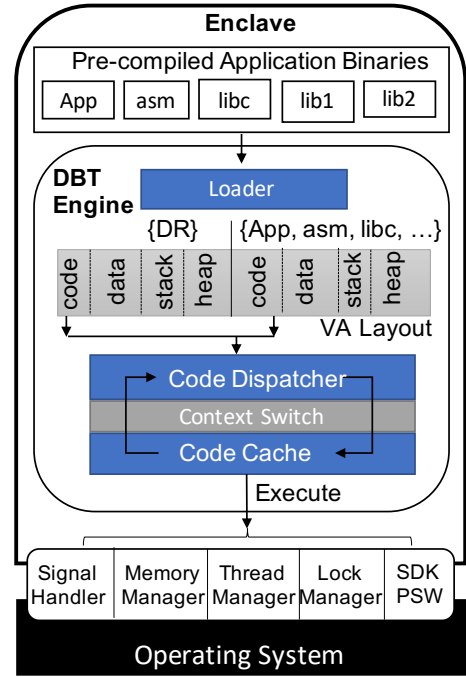 Enclave
Pre-compiled Application Binaries
App asm libc lib1 lib2
DBT
Engine
Loader
{DR} {App, asm, libc, ...}
code data stack heap code data stack heap
VA Layout
Code Dispatcher
Context Switch
Code Cache
Execute
Signal Handler
Memory Manager
Thread Manager
Lock Manager
SDK PSW
Operating System